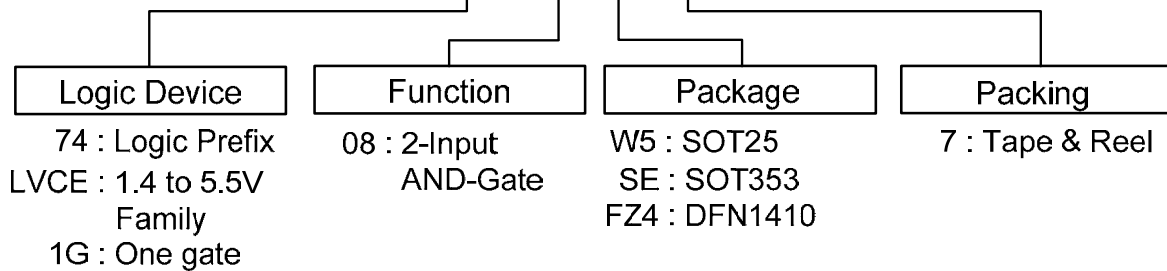 Logic Device
74 : Logic Prefix
LVCE : 1.4 to 5.5V
Family
1G : One gate
Function
08 : 2-Input
AND-Gate
Package
W5 : SOT25
SE : SOT353
FZ4 : DFN1410
Packing
7 : Tape & Reel